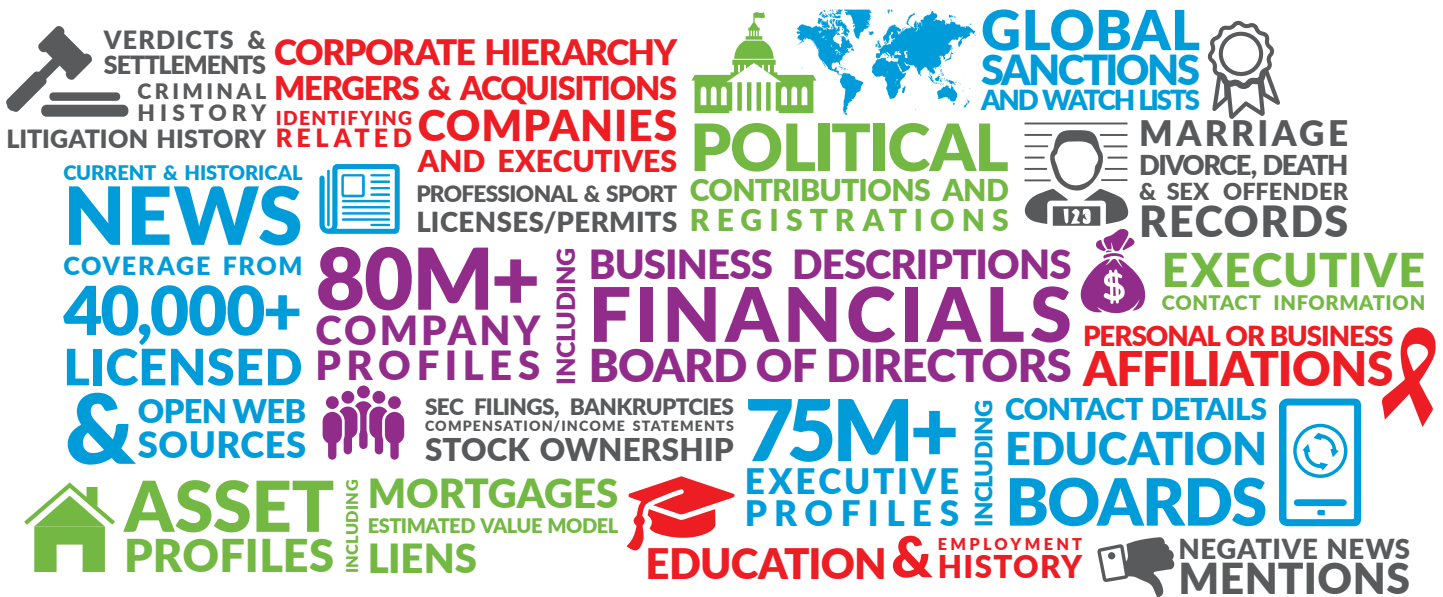 VERDICTS &
SETTLEMENTS
CRIMINAL
HISTORY
LITIGATION HISTORY
CORPORATE HIERARCHY
MERGERS & ACQUISITIONS
IDENTIFYING
RELATED
COMPANIES
AND EXECUTIVES
PROFESSIONAL & SPORT
LICENSES/PERMITS
POLITICAL
CONTRIBUTIONS AND
REGISTRATIONS
GLOBAL
SANCTIONS
AND WATCH LISTS
123
MARRIAGE
DIVORCE, DEATH
& SEX OFFENDER
RECORDS
CURRENT & HISTORICAL
NEWS
COVERAGE FROM
40,000+
LICENSED
& OPEN WEB
SOURCES
80M+
COMPANY
PROFILES
INCLUDING
BUSINESS DESCRIPTIONS
FINANCIALS
BOARD OF DIRECTORS
$
EXECUTIVE
CONTACT INFORMATION
PERSONAL OR BUSINESS
AFFILIATIONS
SEC FILINGS, BANKRUPTCIES
COMPENSATION/INCOME STATEMENTS
STOCK OWNERSHIP
75M+
EXECUTIVE
PROFILES
INCLUDING
CONTACT DETAILS
EDUCATION
BOARDS
ASSET
PROFILES
INCLUDING
MORTGAGES
ESTIMATED VALUE MODEL
LIENS
EDUCATION &
EMPLOYMENT
HISTORY
NEGATIVE NEWS
MENTIONS